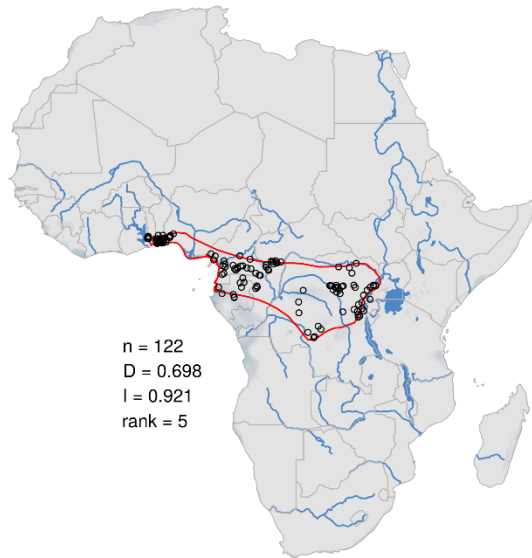 n = 122
D = 0.698
I = 0.921
rank = 5